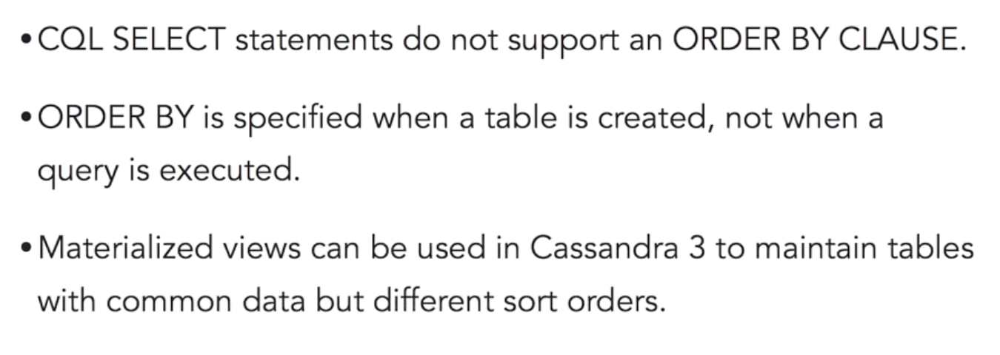 •CQL SELECT statements do not support an ORDER BY CLAUSE.
•ORDER BY is specified when a table is created, not when a
query is executed.
•Materialized views can be used in Cassandra 3 to maintain tables
with common data but different sort orders.